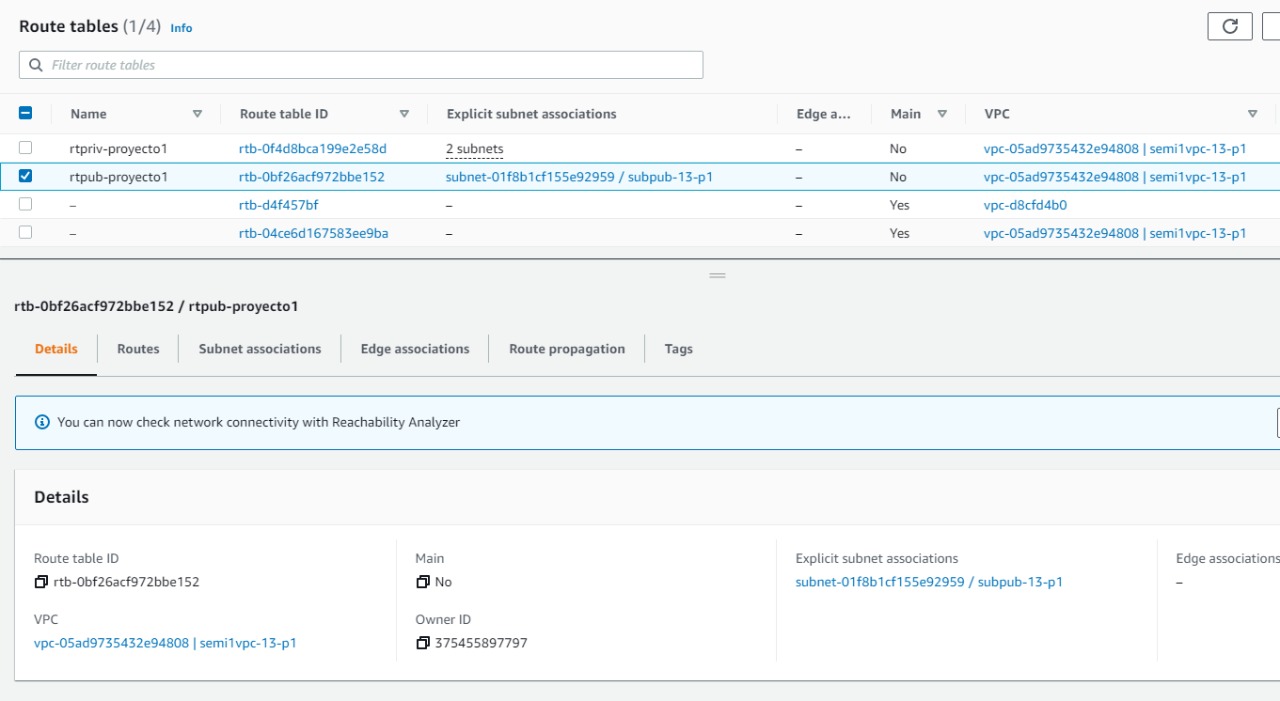 Route tables (1/4) Info
Filter route tables
Name Route table ID Explicit subnet associations Edge a... Main VPC
rtpriv-proyecto1 rtb-0f4d8bca199e2e58d 2 subnets – No vpc-05ad9735432e94808 | semi1vpc-13-p1
rtpub-proyecto1 rtb-0bf26acf972bbe152 subnet-01f8b1cf155e92959 / subpub-13-p1 – No vpc-05ad9735432e94808 | semi1vpc-13-p1
– rtb-d4f457bf – – Yes vpc-d8cfd4b0
– rtb-04ce6d167583ee9ba – – Yes vpc-05ad9735432e94808 | semi1vpc-13-p1
rtb-0bf26acf972bbe152 / rtpub-proyecto1
Details Routes Subnet associations Edge associations Route propagation Tags
You can now check network connectivity with Reachability Analyzer
Details
Route table ID Main Explicit subnet associations Edge associations
rtb-0bf26acf972bbe152 No subnet-01f8b1cf155e92959 / subpub-13-p1 –
VPC Owner ID
vpc-05ad9735432e94808 | semi1vpc-13-p1 375455897797